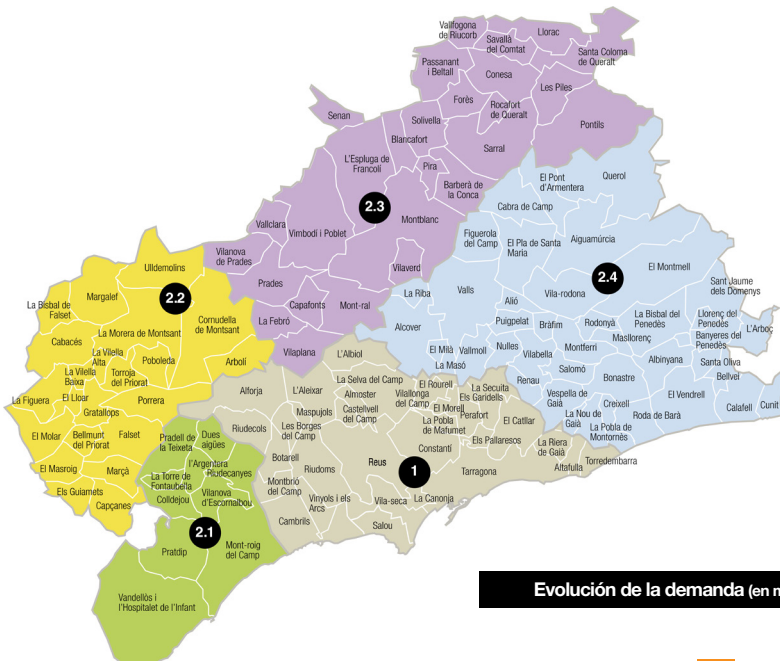 Vallfogona
de Riucorb
Savallà
del Comtat
Llorac
Santa Coloma
de Queralt
Passanant
i Beltall
Conesa
Les Piles
Forès
Rocafort
de Queralt
Senan
Solivella
Blancafort
Pontils
Sarral
L'Espluga de
Francolí
Pira
Barberà de
la Conca
2.3
Montblanc
Vallclara
Vimbodí i Poblet
Vilanova
de Prades
Vilaverd
Prades
Capafonts
Mont-ral
La Febró
Vilaplana
El Pont
d'Armentera
Querol
Cabra de Camp
Figuerola
del Camp
El Pla de Santa
Maria
Aiguamúrcia
2.4
El Montmell
La Riba
Valls
Alió
Vila-rodona
Sant Jaume
dels Domenys
Puigpelat
Bràfim
Rodonyà
La Bisbal del
Penedès
Llorenç del
Penedès
L'Arboç
Alcover
Masllorenç
Banyeres del
Penedès
El Milà
Vallmoll
Nulles
Vilabella
Montferri
Albinyana
La Masó
Salomó
Santa Oliva
Renau
Bonastre
Bellvei
Vespella de
Gaià
Creixell
El Vendrell
La Nou de
Gaià
Roda de Barà
Calafell
Cunit
La Pobla de
Montornès
Ulldemolins
2.2
La Bisbal de
Falset
Margalef
Cornudella
de Montsant
Cabacés
La Morera de Montsant
La Vilella
Alta
La Vilella
Baixa
Poboleda
Arbolí
Torroja
del Priorat
La Figuera
El Lloar
Gratallops
Porrera
El Molar
Bellmunt
del Priorat
Falset
El Masroig
Marçà
Els Guiamets
Capçanes
Pradell de
la Teixeta
Dues
aigües
l'Argentera
Riudecanyes
La Torre de
Fontaubella
Colldejou
Vilanova
d'Escornalbou
2.1
Pratdip
Mont-roig
del Camp
Vandellòs i
l'Hospitalet de l'Infant
L'Albiol
Alforja
L'Aleixar
La Selva del Camp
El Rourell
La Secuita
Almoster
Vilallonga
del Camp
Els Garidells
Maspujols
Castellvell
del Camp
El Morell
Perafort
Riudecols
Les Borges
del Camp
La Pobla
de Mafumet
El Catllar
Els Pallaresos
Botarell
Reus
Constantí
La Riera
de Gaià
Riudoms
1
Tarragona
Altafulla
Torredembarra
Montbrió
del Camp
Vinyols i els
Arcs
Vila-seca
La Canonja
Cambrils
Salou
Evolución de la demanda (en